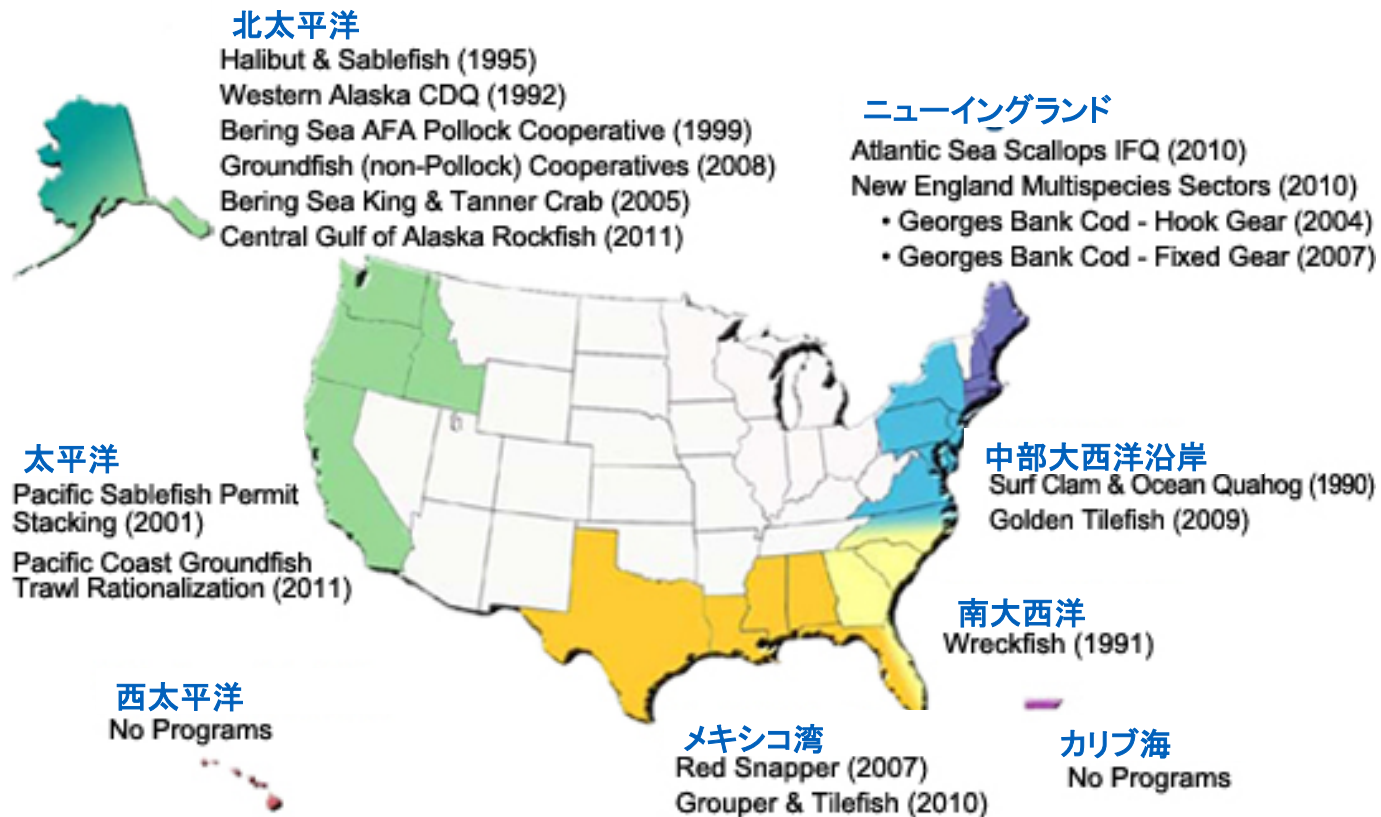 北太平洋
Halibut & Sablefish (1995)
Western Alaska CDQ (1992)
Bering Sea AFA Pollock Cooperative (1999)
Groundfish (non-Pollock) Cooperatives (2008)
Bering Sea King & Tanner Crab (2005)
Central Gulf of Alaska Rockfish (2011)
ニューイングランド
Atlantic Sea Scallops IFQ (2010)
New England Multispecies Sectors (2010)
• Georges Bank Cod - Hook Gear (2004)
• Georges Bank Cod - Fixed Gear (2007)
太平洋
Pacific Sablefish Permit
Stacking (2001)
Pacific Coast Groundfish
Trawl Rationalization (2011)
中部大西洋沿岸
Surf Clam & Ocean Quahog (1990)
Golden Tilefish (2009)
南大西洋
Wreckfish (1991)
西太平洋
No Programs
メキシコ湾
Red Snapper (2007)
Grouper & Tilefish (2010)
カリブ海
No Programs